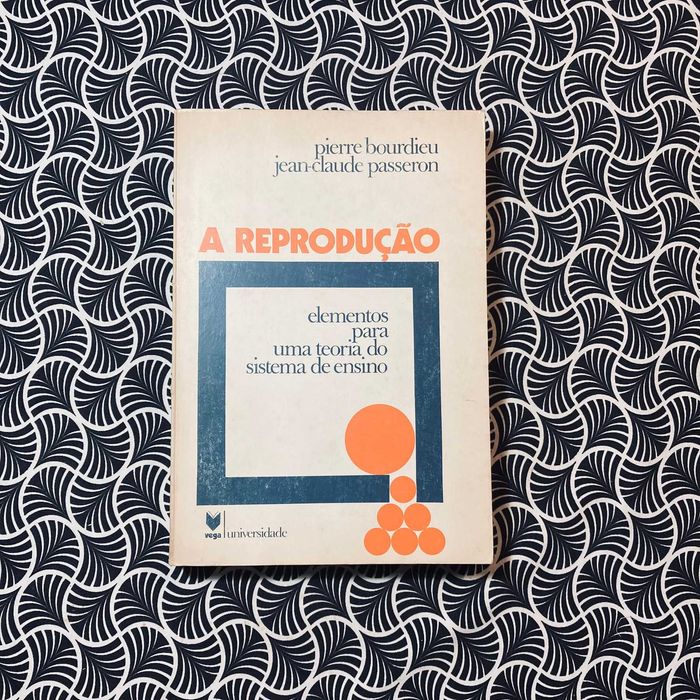 pierre bourdieu
jean-claude passeron
A REPRODUÇÃO
elementos
para
uma teoria do
sistema de ensino
vega universidade